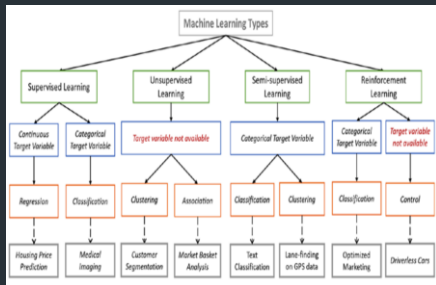 Machine Learning Types
Supervised Learning
Unsupervised
Learning
Semi-supervised
Learning
Reinforcement
Learning
Continuous
Target Variable
Categorical
Target Variable
Target variable not available
Categorical Target Variable
Categorical
Target Variable
Target variable
not available
Regression
Classification
Clustering
Association
Classification
Clustering
Classification
Control
Housing Price
Prediction
Medical
Imaging
Customer
Segmentation
Market Basket
Analysis
Text
Classification
Lane-finding
on GPS data
Optimized
Marketing
Driverless Cars